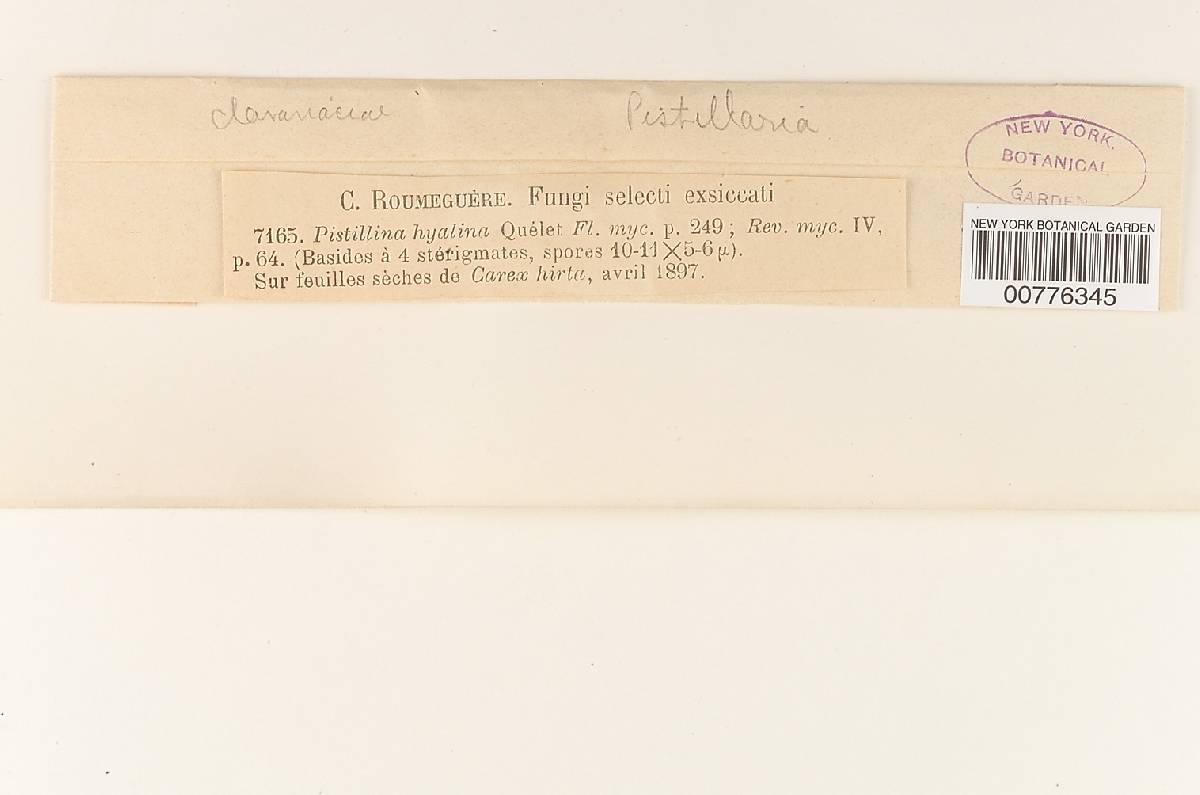 Clavariaceae
Pistillaria
NEW YORK
BOTANICAL
GARDEN
C. ROUMEGUÈRE. Fungi selecti exsiccati
7165. Pistillina hyalina Quélet Fl. myc. p. 249 ; Rev. myc. IV,
p. 64. (Basides à 4 stérigmates, spores 10-11 X 5-6 µ).
Sur feuilles sèches de Carex hirta, avril 1897.
NEW YORK BOTANICAL GARDEN
00776345